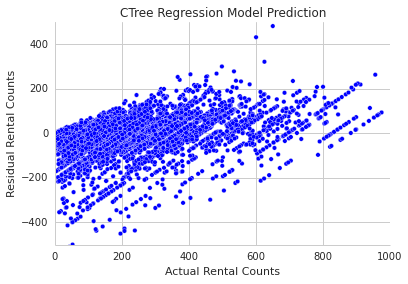 CTree Regression Model Prediction
400
200
0
−200
−400
Residual Rental Counts
0 200 400 600 800 1000
Actual Rental Counts